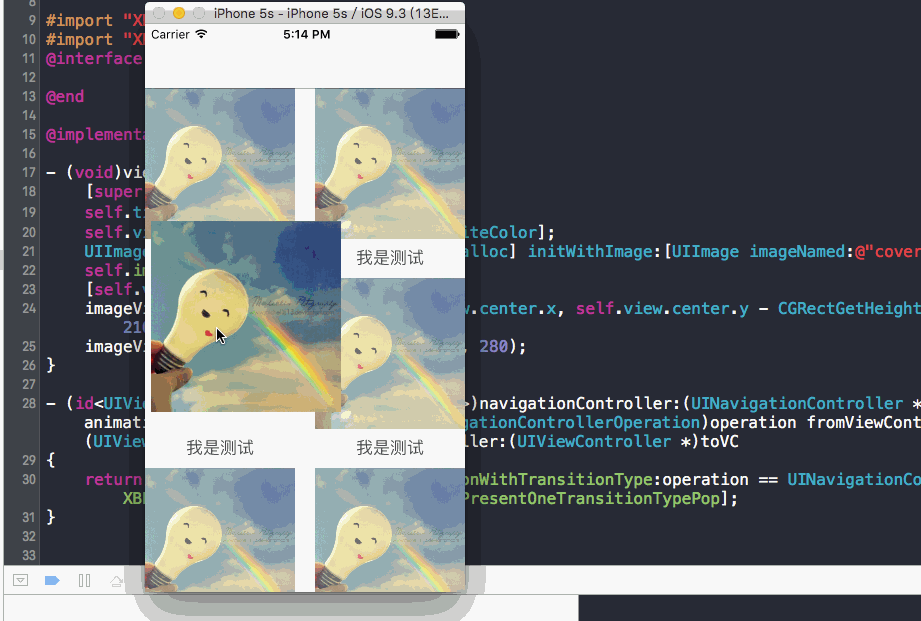 iPhone 5s - iPhone 5s / iOS 9.3 (13E...
Carrier
5:14 PM
9 #import "X
10 #import "X
11 @interface
12
13 @end
14
15 @implementa
16
17 - (void)vie
18 [super
19 self.ti
20 self.v iteColor];
21 UIImag alloc] initWithImage:[UIImage imageNamed:@"cover
22 self.im
23 [self.
24 imageVi w.center.x, self.view.center.y - CGRectGetHeight
210
25 imageVi , 280);
26 }
27
28 - (id<UIVie >)navigationController:(UINavigationController *
animati gationControllerOperation)operation fromViewCont
(UIView ller:(UIViewController *)toVC
29 {
30 return onWithTransitionType:operation == UINavigationCo
XB PresentOneTransitionTypePop];
31 }
32
33
我是测试
我是测试
我是测试